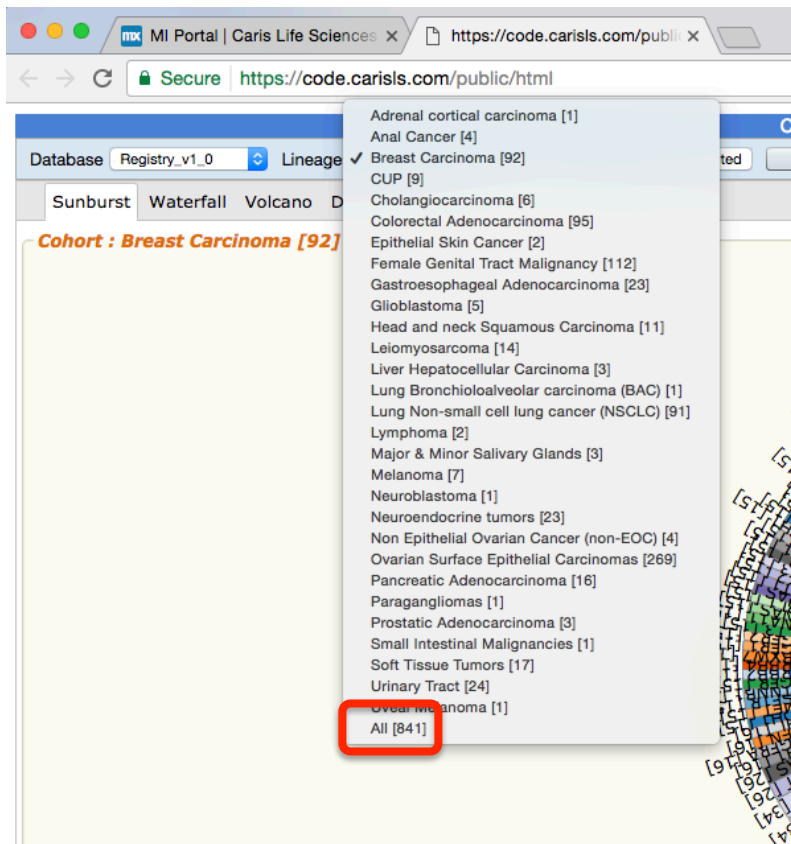 MI Portal | Caris Life Sciences
https://code.carisls.com/publi
Secure https://code.carisls.com/public/html
Database Registry_v1_0 Lineage
ted
Sunburst Waterfall Volcano D
Cohort : Breast Carcinoma [92]
Adrenal cortical carcinoma [1]
Anal Cancer [4]
✓ Breast Carcinoma [92]
CUP [9]
Cholangiocarcinoma [6]
Colorectal Adenocarcinoma [95]
Epithelial Skin Cancer [2]
Female Genital Tract Malignancy [112]
Gastroesophageal Adenocarcinoma [23]
Glioblastoma [5]
Head and neck Squamous Carcinoma [11]
Leiomyosarcoma [14]
Liver Hepatocellular Carcinoma [3]
Lung Bronchioloalveolar carcinoma (BAC) [1]
Lung Non-small cell lung cancer (NSCLC) [91]
Lymphoma [2]
Major & Minor Salivary Glands [3]
Melanoma [7]
Neuroblastoma [1]
Neuroendocrine tumors [23]
Non Epithelial Ovarian Cancer (non-EOC) [4]
Ovarian Surface Epithelial Carcinomas [269]
Pancreatic Adenocarcinoma [16]
Paragangliomas [1]
Prostatic Adenocarcinoma [3]
Small Intestinal Malignancies [1]
Soft Tissue Tumors [17]
Urinary Tract [24]
Uveal Melanoma [1]
All [841]